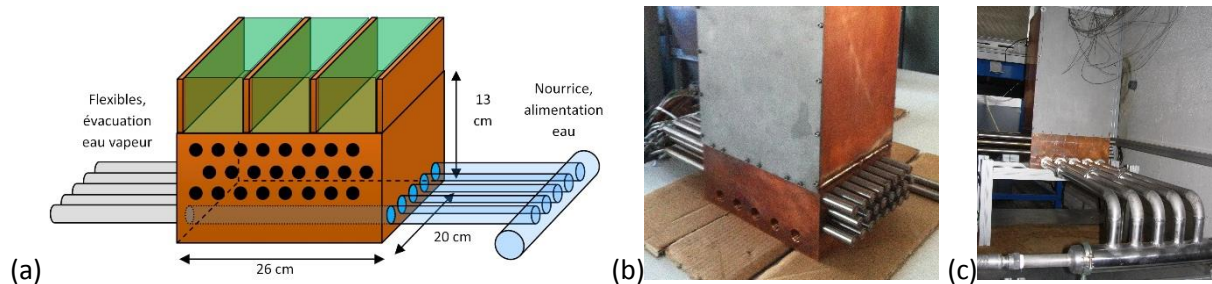 Flexibles,
évacuation
eau vapeur
13
cm
Nourrice,
alimentation
eau
20 cm
26 cm
(a)
(b)
(c)